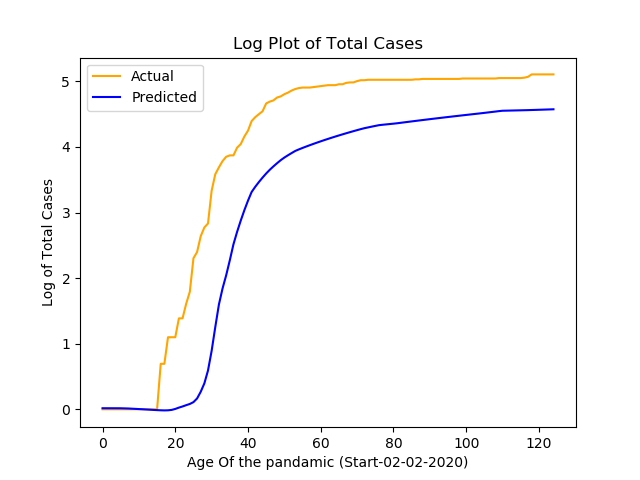 Log Plot of Total Cases
Actual
Predicted
5
4
3
2
1
0
Log of Total Cases
0 20 40 60 80 100 120
Age Of the pandamic (Start-02-02-2020)